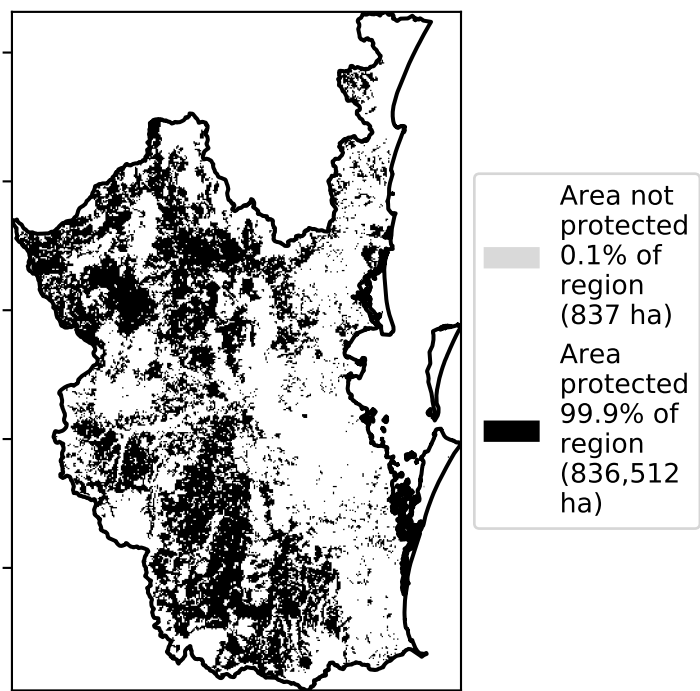 Area not
protected
0.1% of
region
(837 ha)
Area
protected
99.9% of
region
(836,512
ha)